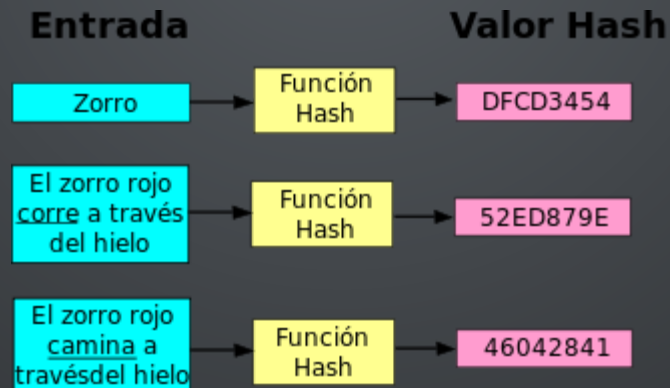 Entrada
Valor Hash
Zorro
Función
Hash
DFCD3454
El zorro rojo
corre a través
del hielo
Función
Hash
52ED879E
El zorro rojo
camina a
travésdel hielo
Función
Hash
46042841